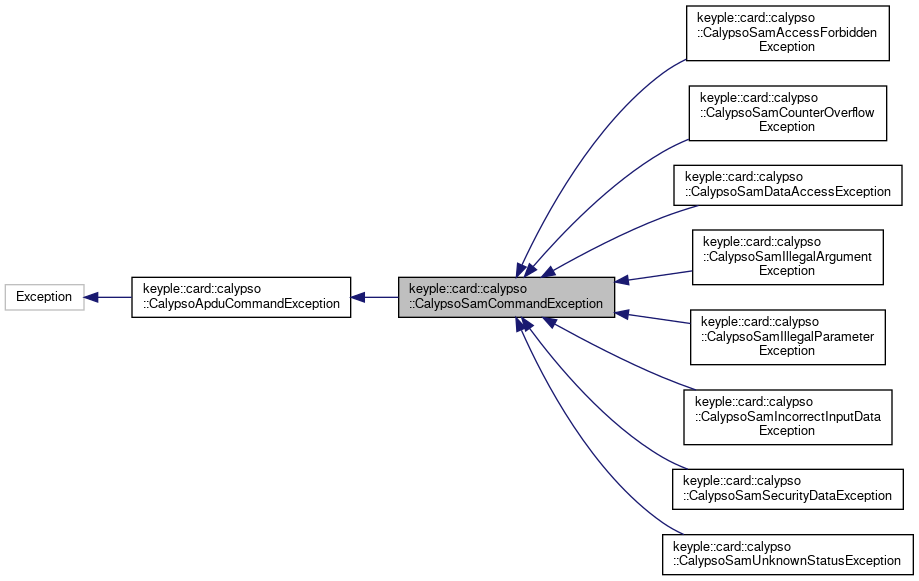 Exception
keyple::card::calypso
::CalypsoApduCommandException
keyple::card::calypso
::CalypsoSamCommandException
keyple::card::calypso
::CalypsoSamAccessForbidden
Exception
keyple::card::calypso
::CalypsoSamCounterOverflow
Exception
keyple::card::calypso
::CalypsoSamDataAccessException
keyple::card::calypso
::CalypsoSamIllegalArgument
Exception
keyple::card::calypso
::CalypsoSamIllegalParameter
Exception
keyple::card::calypso
::CalypsoSamIncorrectInputData
Exception
keyple::card::calypso
::CalypsoSamSecurityDataException
keyple::card::calypso
::CalypsoSamUnknownStatusException